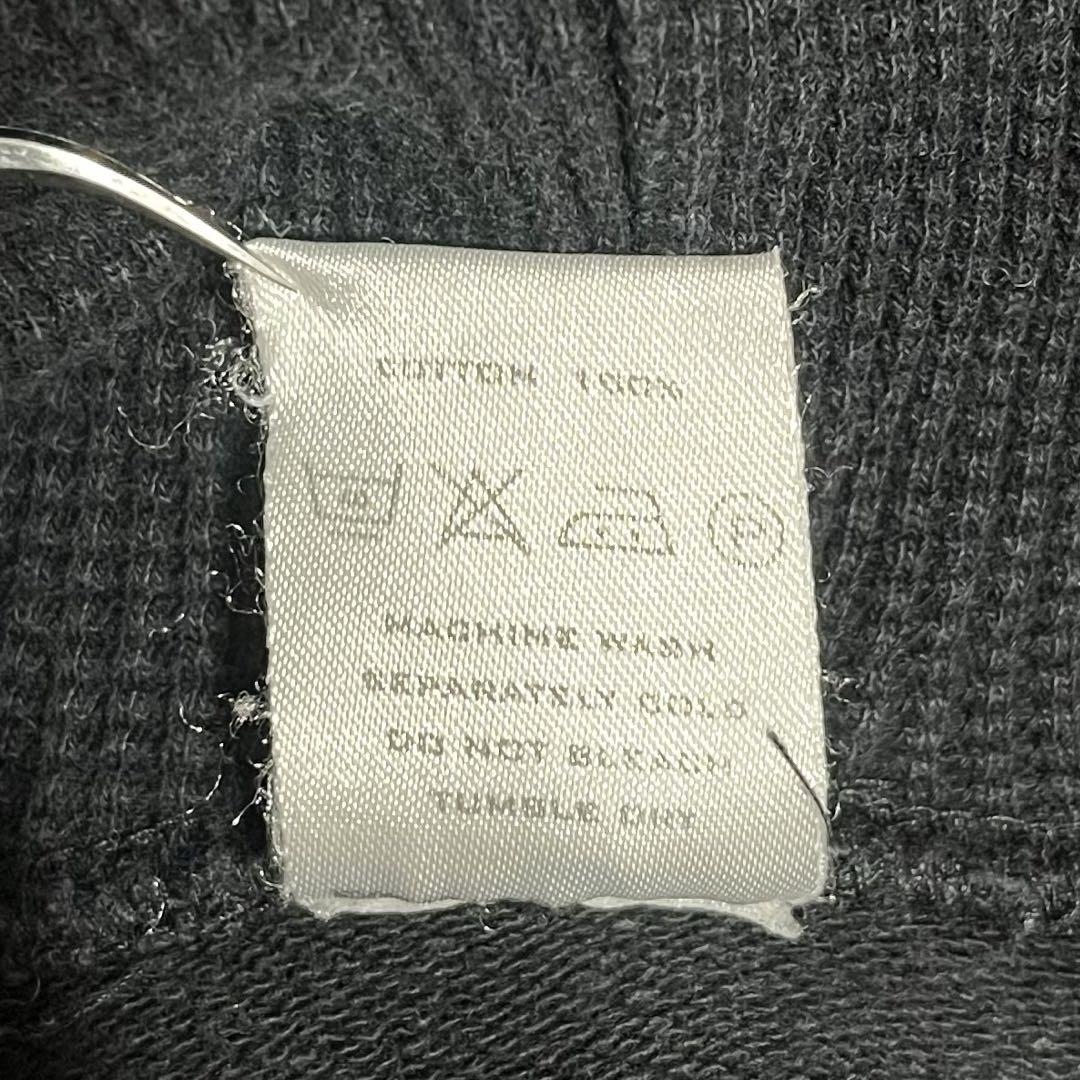 COTTON 100%
P
MACHINE WASH
SEPARATELY COLD
DO NOT BLEACH
TUMBLE DRY